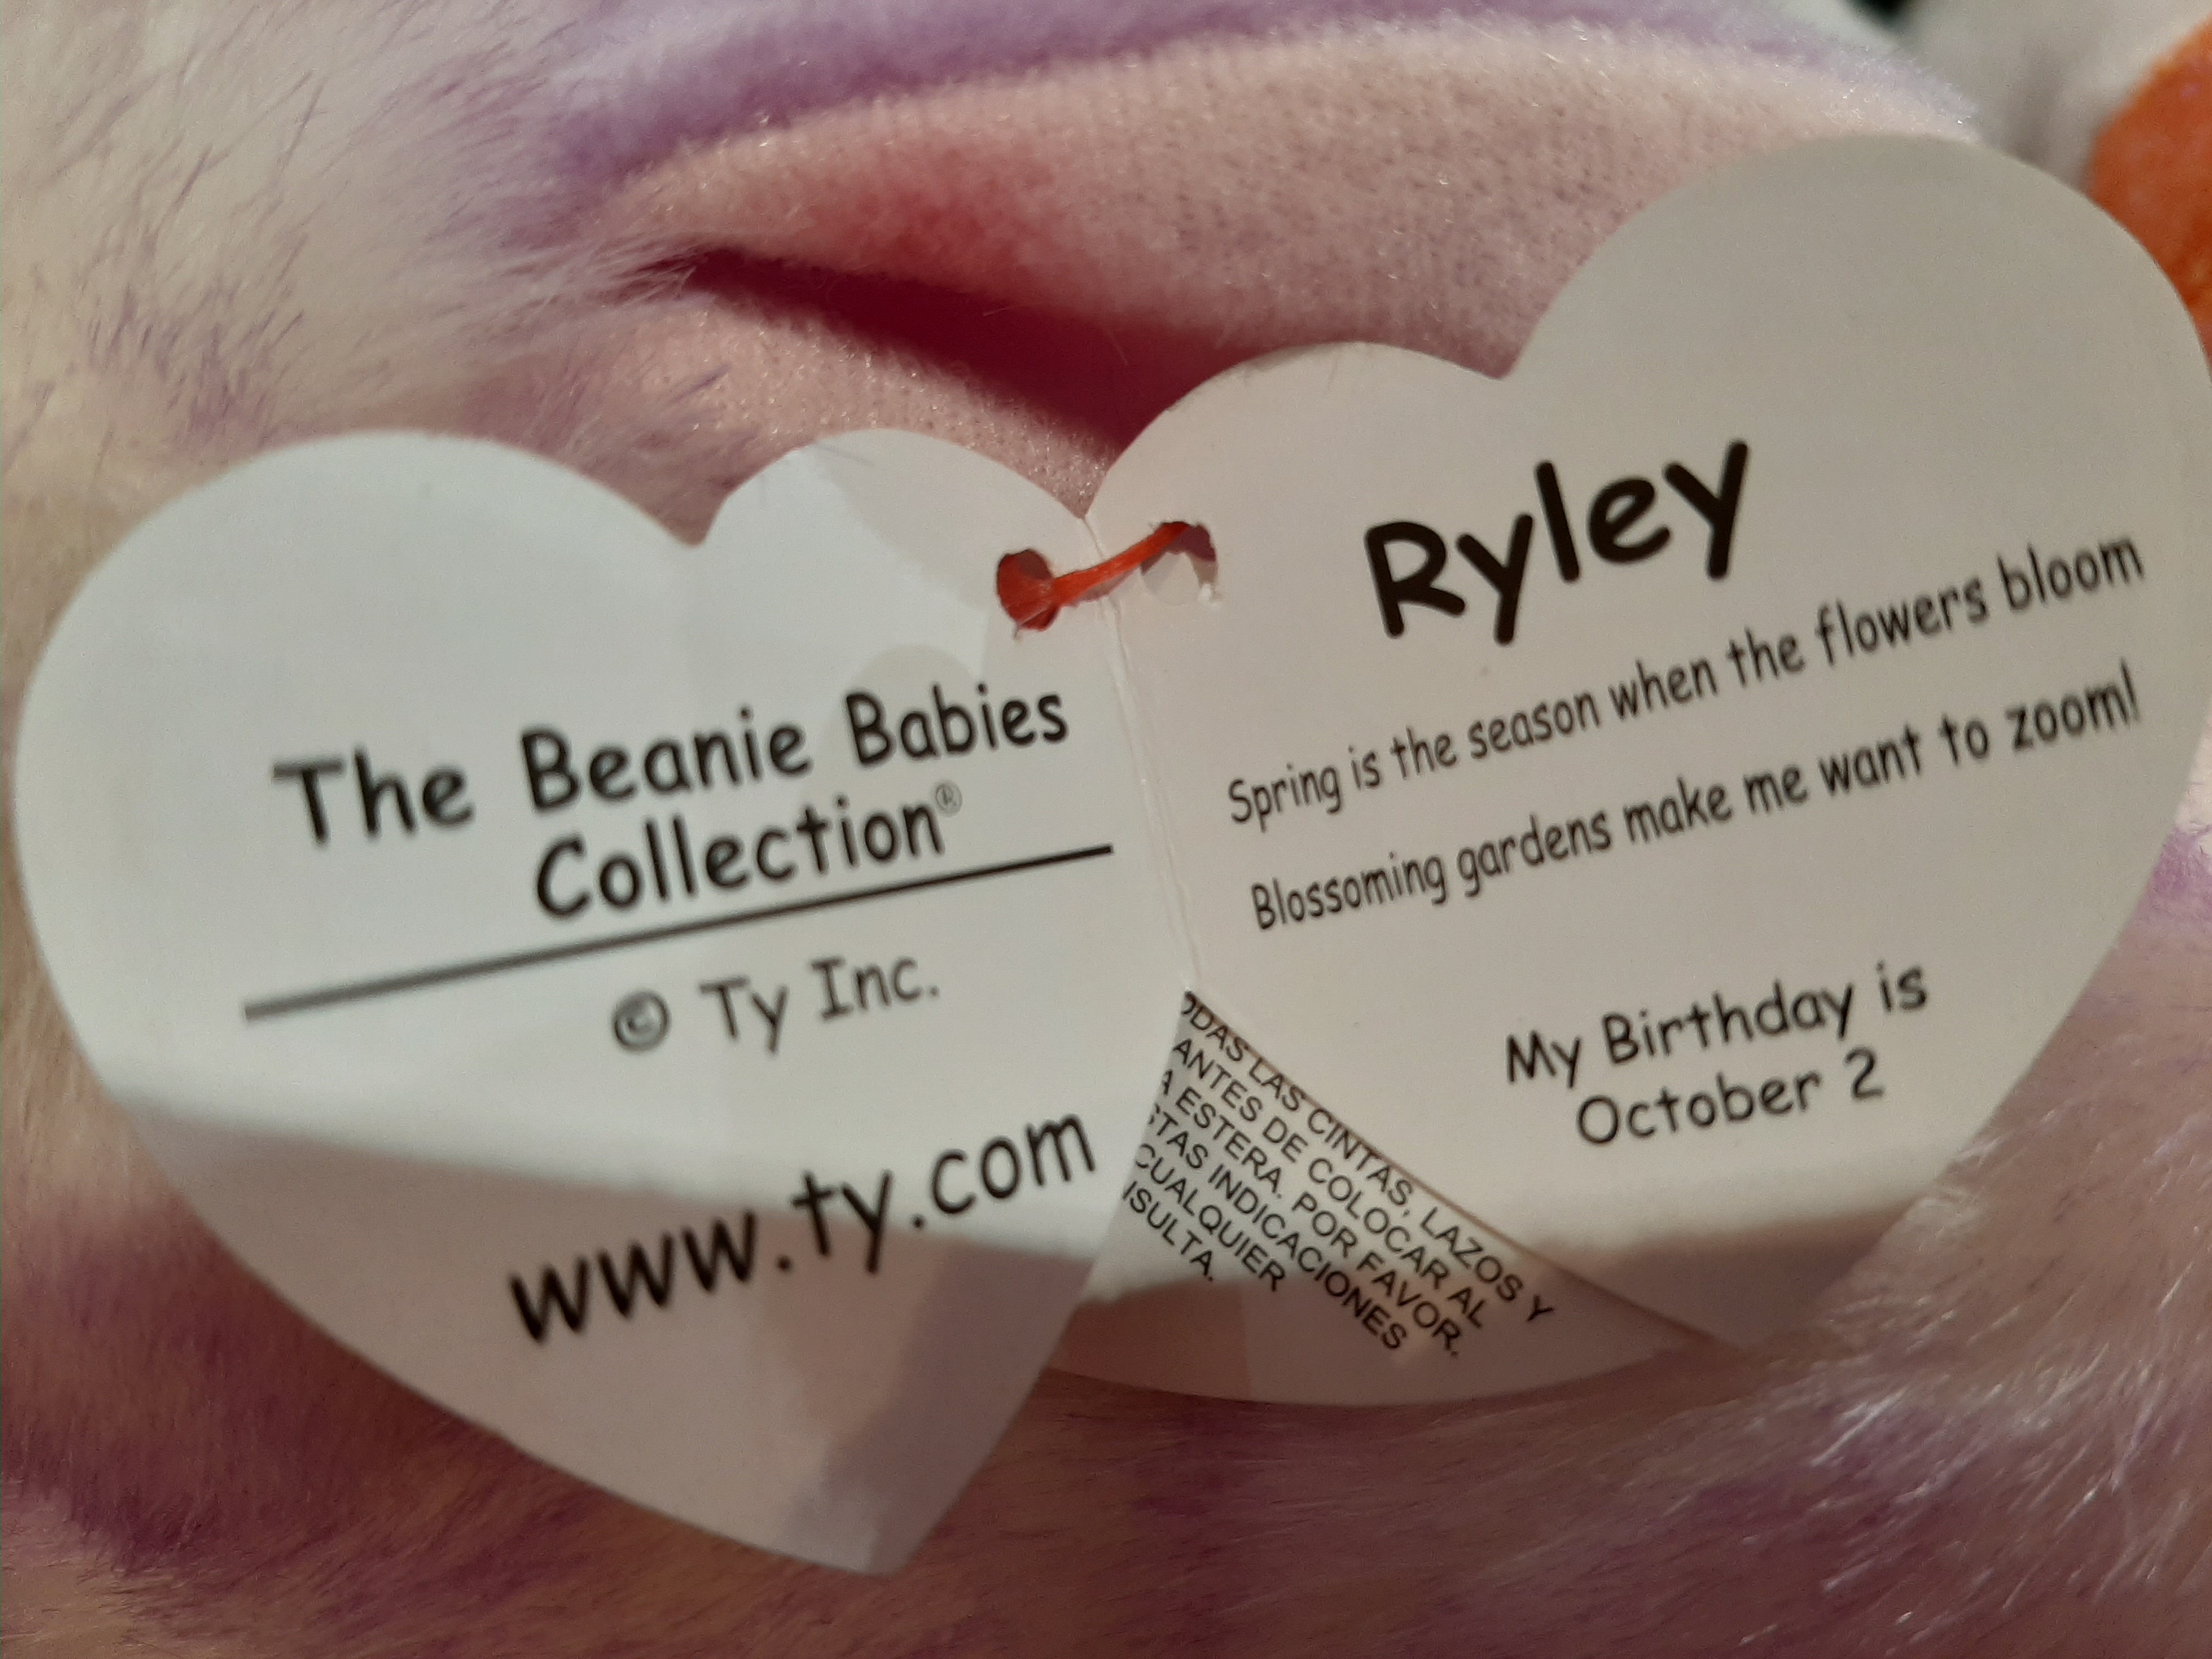 The Beanie Babies
Collection®
© Ty Inc.
www.ty.com
Ryley
Spring is the season when the flowers bloom
Blossoming gardens make me want to zoom!
My Birthday is
October 2
LAS CINTAS, LAZOS Y
ANTES DE COLOCAR AL
A ESTERA. POR FAVOR.
INDICACIONES
CUALQUIER